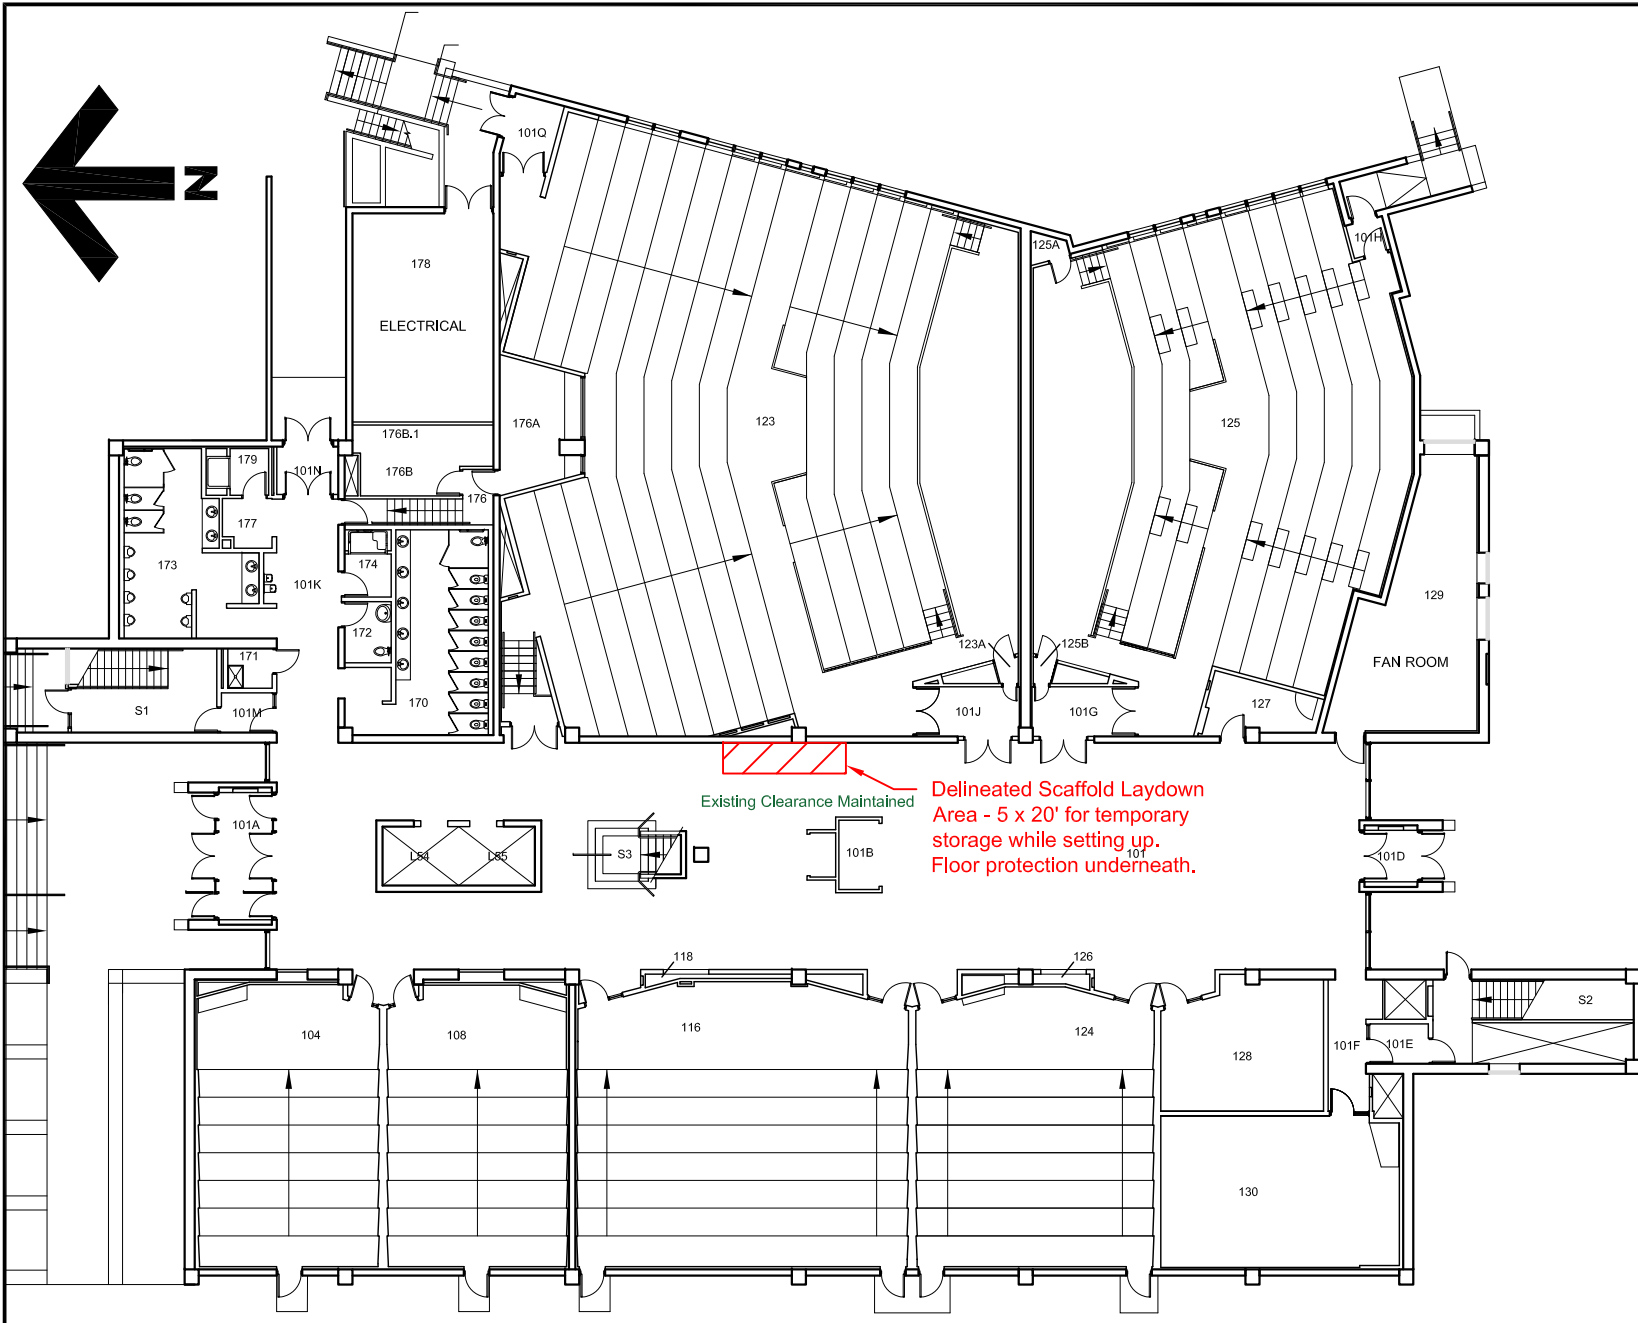 101Q
N
101H
125A
178
ELECTRICAL
176A
123
125
176B.1
179
101N
176B
176
177
173
174
101K
129
172
123A
125B
171
FAN ROOM
S1
101M
170
101J
101G
127
Delineated Scaffold Laydown
Area - 5 x 20' for temporary
storage while setting up.
Floor protection underneath.
Existing Clearance Maintained
101A
L54
L55
S3
101B
101
101D
118
126
104
108
116
124
128
101F
101E
S2
130